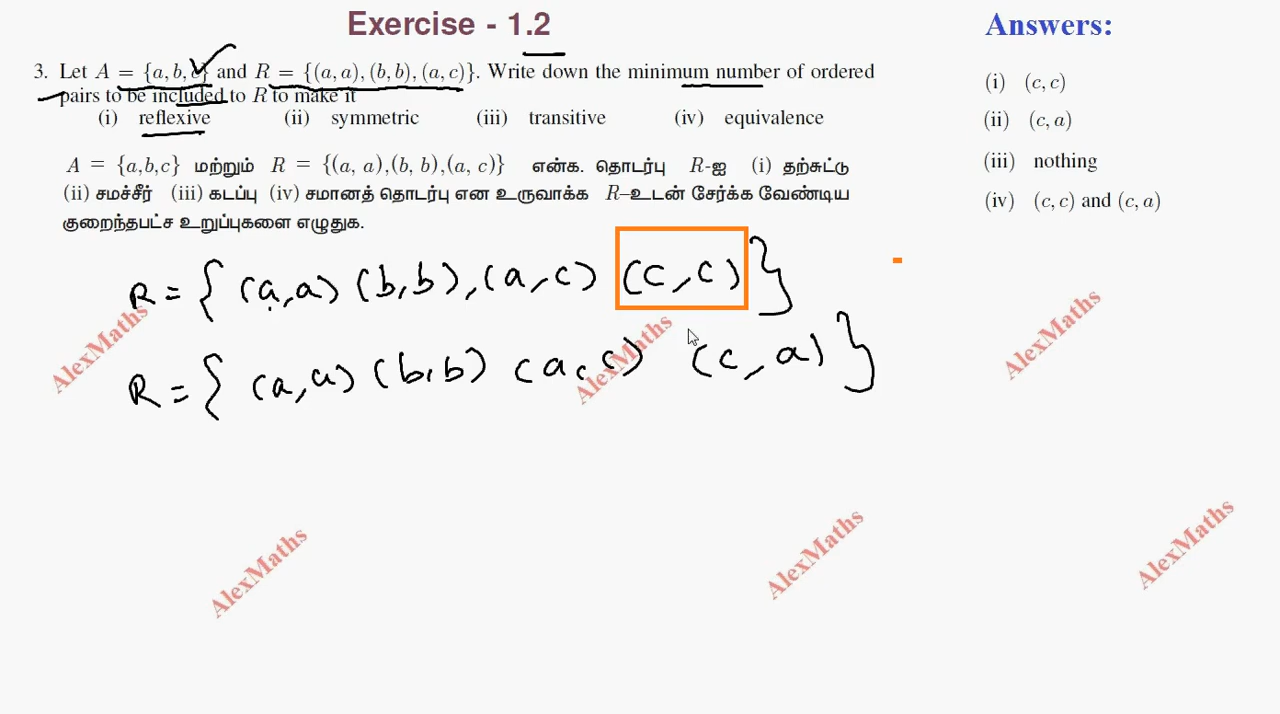 Exercise - 1.2
3. Let A = {a, b, c} and R = {(a, a), (b, b), (a, c)}. Write down the minimum number of ordered
pairs to be included to R to make it
(i) reflexive (ii) symmetric (iii) transitive (iv) equivalence
A = {a,b,c} மற்றும் R = {(a, a),(b, b),(a, c)} என்க. தொடர்பு R-ஐ (i) தற்சுட்டு
(ii) சமச்சீர் (iii) கடப்பு (iv) சமானத் தொடர்பு என உருவாக்க R–உடன் சேர்க்க வேண்டிய
குறைந்தபட்ச உறுப்புகளை எழுதுக.
R = { (a,a) (b,b), (a,c) (c,c) }
R = { (a,a) (b,b) (a,c) (c,a) }
Answers:
(i) (c, c)
(ii) (c, a)
(iii) nothing
(iv) (c, c) and (c, a)
AlexMaths
AlexMaths
AlexMaths
AlexMaths
AlexMaths
AlexMaths